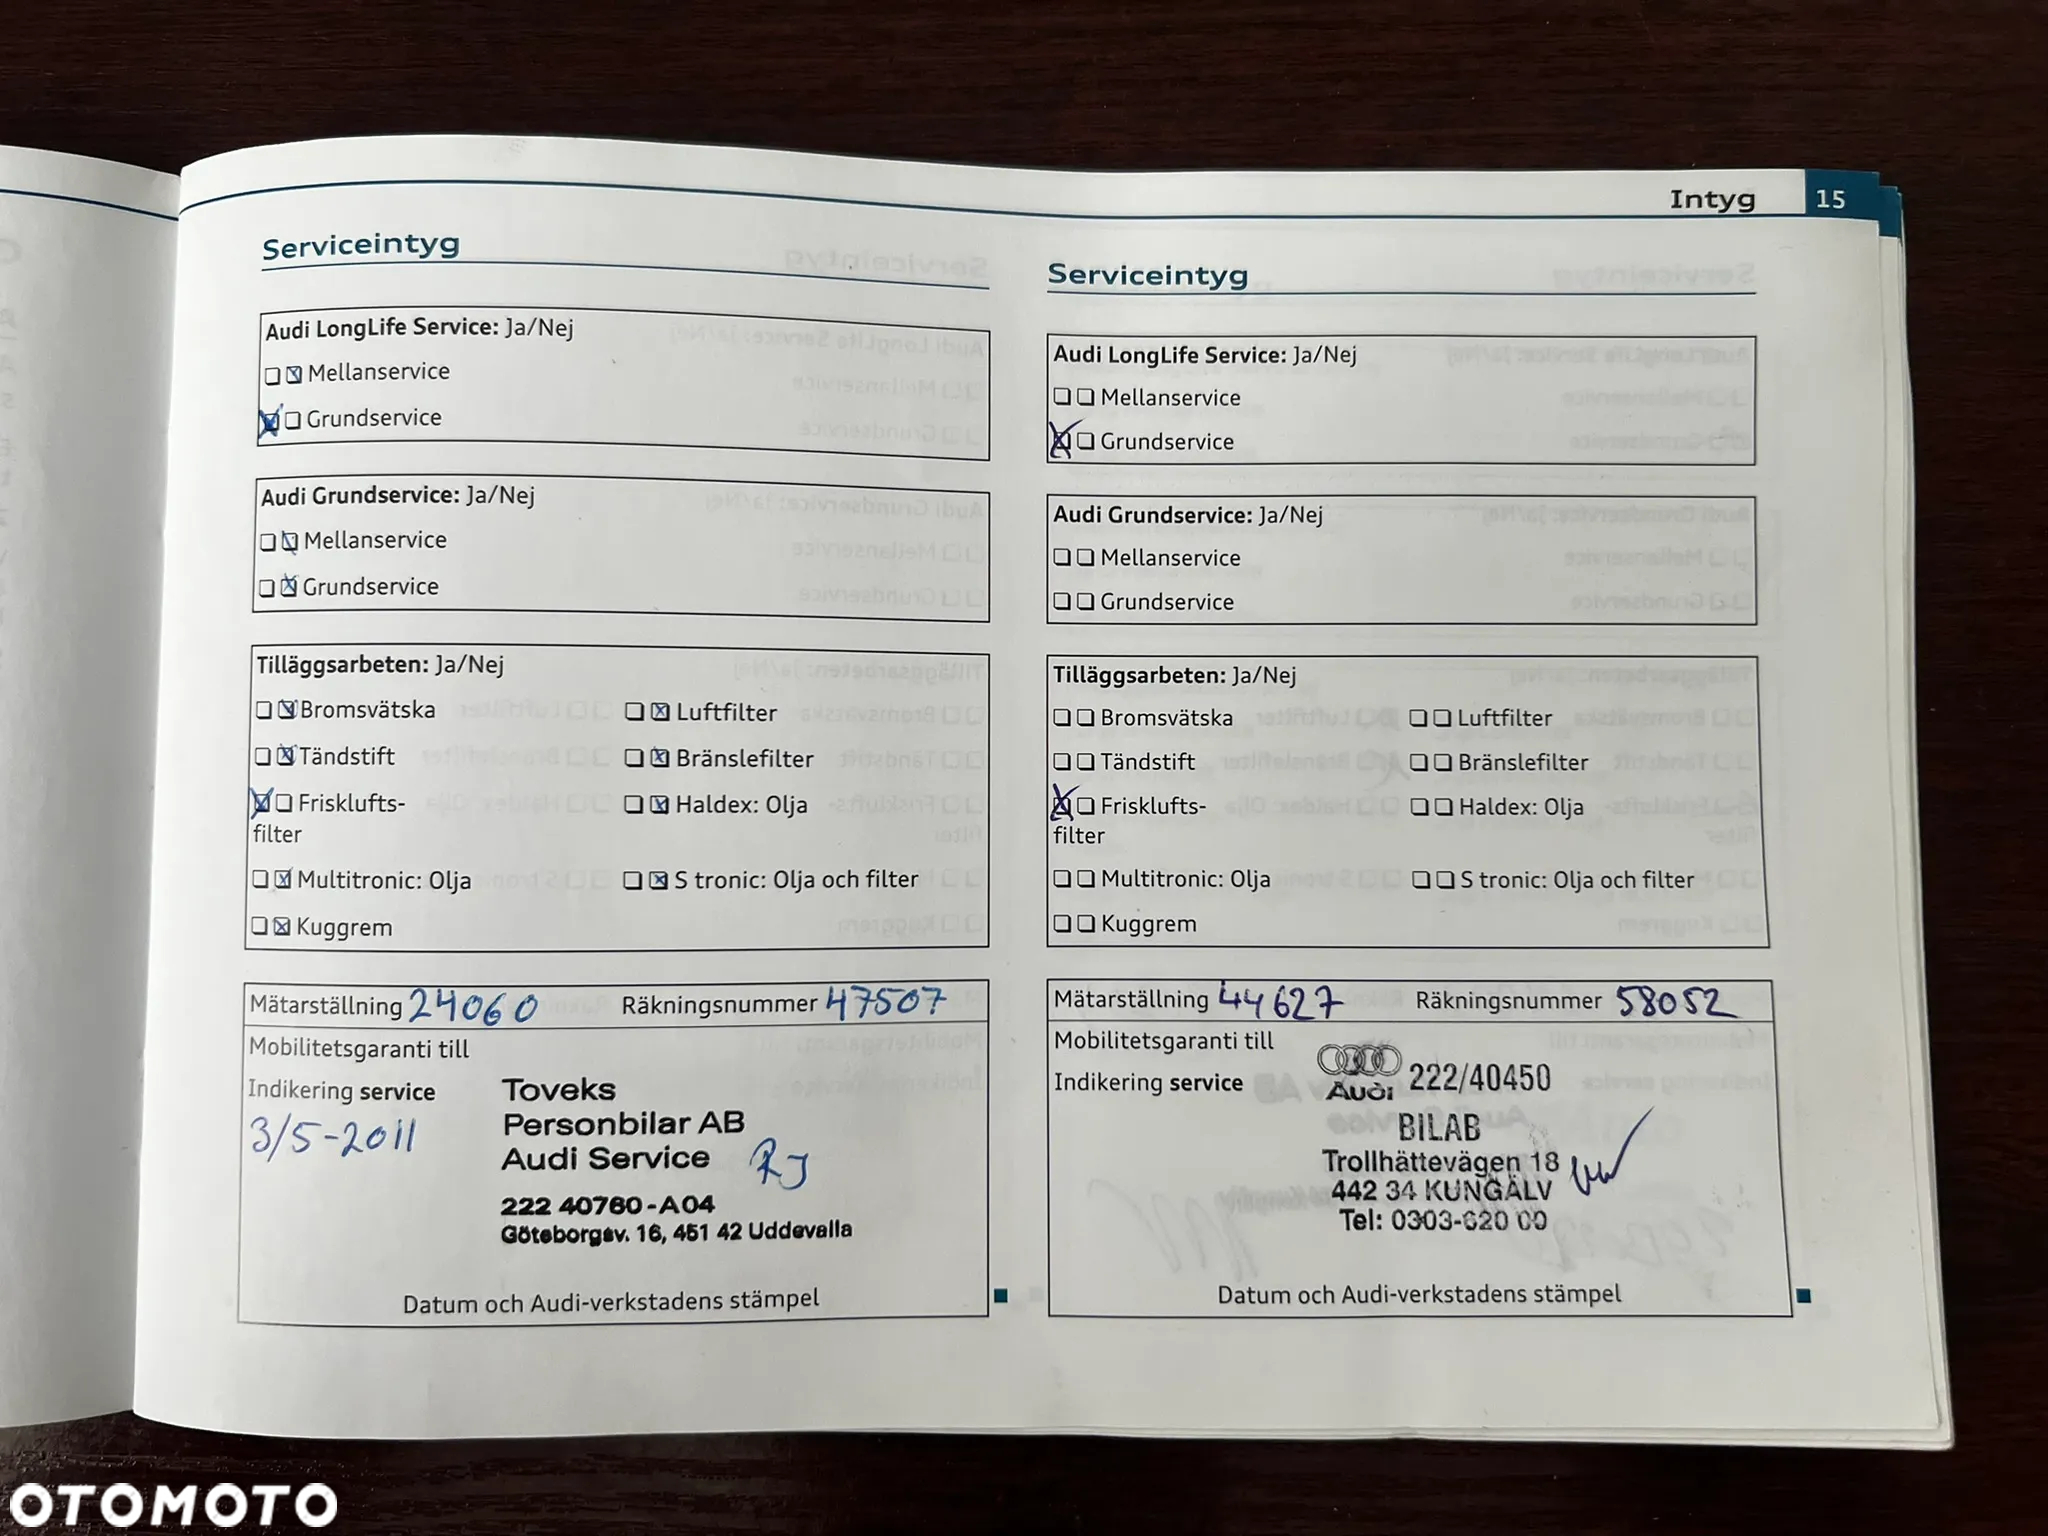 Intyg 15
Serviceintyg
Audi LongLife Service: Ja/Nej
Mellanservice
Grundservice
Audi Grundservice: Ja/Nej
Mellanservice
Grundservice
Tilläggsarbeten: Ja/Nej
Bromsvätska Luftfilter
Tändstift Bränslefilter
Frisklufts- Haldex: Olja
filter
Multitronic: Olja S tronic: Olja och filter
Kuggrem
Mätarställning 24060 Räkningsnummer 47507
Mobilitetsgaranti till
Indikering service
3/5-2011
Toveks
Personbilar AB
Audi Service
RJ
222 40760-A04
Göteborgsv. 16, 451 42 Uddevalla
Datum och Audi-verkstadens stämpel
Serviceintyg
Audi LongLife Service: Ja/Nej
Mellanservice
Grundservice
Audi Grundservice: Ja/Nej
Mellanservice
Grundservice
Tilläggsarbeten: Ja/Nej
Bromsvätska Luftfilter
Tändstift Bränslefilter
Frisklufts- Haldex: Olja
filter
Multitronic: Olja S tronic: Olja och filter
Kuggrem
Mätarställning 44627 Räkningsnummer 58052
Mobilitetsgaranti till
Indikering service
Audi 222/40450
BILAB
Trollhättevägen 18
442 34 KUNGÄLV
Tel: 0303-620 00
Datum och Audi-verkstadens stämpel
OTOMOTO